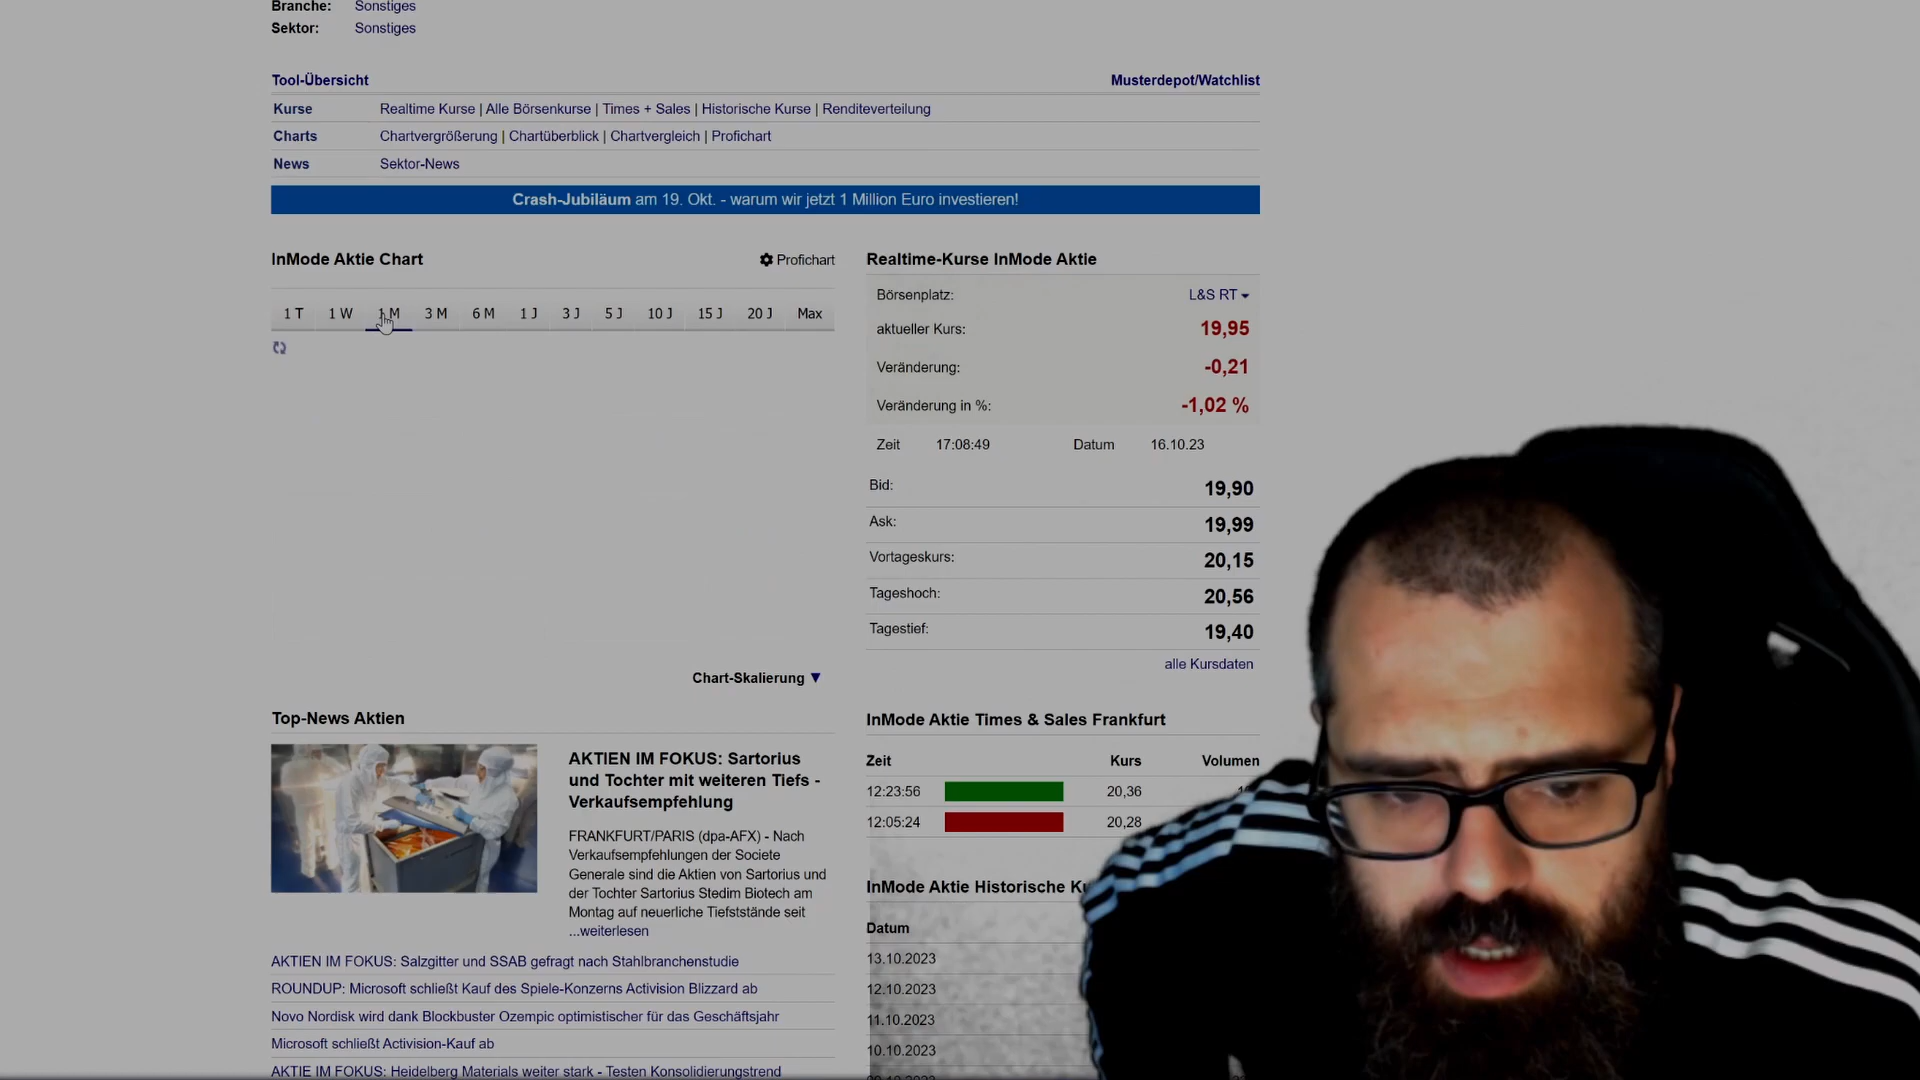 Branche: Sonstiges
Sektor: Sonstiges
Tool-Übersicht Musterdepot/Watchlist
Kurse Realtime Kurse | Alle Börsenkurse | Times + Sales | Historische Kurse | Renditeverteilung
Charts Chartvergrößerung | Chartüberblick | Chartvergleich | Profichart
News Sektor-News
Crash-Jubiläum am 19. Okt. - warum wir jetzt 1 Million Euro investieren!
InMode Aktie Chart Profichart
1 T 1 W 1 M 3 M 6 M 1 J 3 J 5 J 10 J 15 J 20 J Max
Chart-Skalierung ▼
Realtime-Kurse InMode Aktie
Börsenplatz: L&S RT
aktueller Kurs: 19,95
Veränderung: -0,21
Veränderung in %: -1,02 %
Zeit 17:08:49 Datum 16.10.23
Bid: 19,90
Ask: 19,99
Vortageskurs: 20,15
Tageshoch: 20,56
Tagestief: 19,40
alle Kursdaten
Top-News Aktien
AKTIEN IM FOKUS: Sartorius
und Tochter mit weiteren Tiefs -
Verkaufsempfehlung
FRANKFURT/PARIS (dpa-AFX) - Nach
Verkaufsempfehlungen der Societe
Generale sind die Aktien von Sartorius und
der Tochter Sartorius Stedim Biotech am
Montag auf neuerliche Tiefststände seit
...weiterlesen
AKTIEN IM FOKUS: Salzgitter und SSAB gefragt nach Stahlbranchenstudie
ROUNDUP: Microsoft schließt Kauf des Spiele-Konzerns Activision Blizzard ab
Novo Nordisk wird dank Blockbuster Ozempic optimistischer für das Geschäftsjahr
Microsoft schließt Activision-Kauf ab
AKTIE IM FOKUS: Heidelberg Materials weiter stark - Testen Konsolidierungstrend
InMode Aktie Times & Sales Frankfurt
Zeit Kurs Volumen
12:23:56 20,36
12:05:24 20,28
InMode Aktie Historische
Datum
13.10.2023
12.10.2023
11.10.2023
10.10.2023